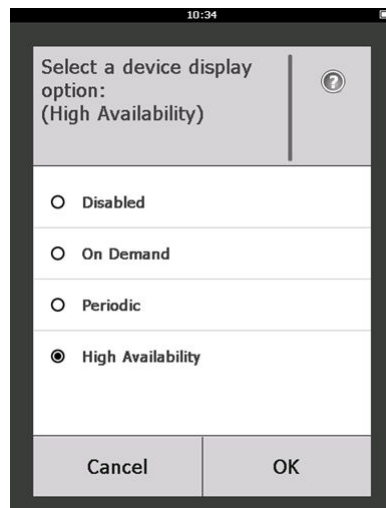 10:34
Select a device display
option:
(High Availability)
?
Disabled
On Demand
Periodic
High Availability
Cancel
OK